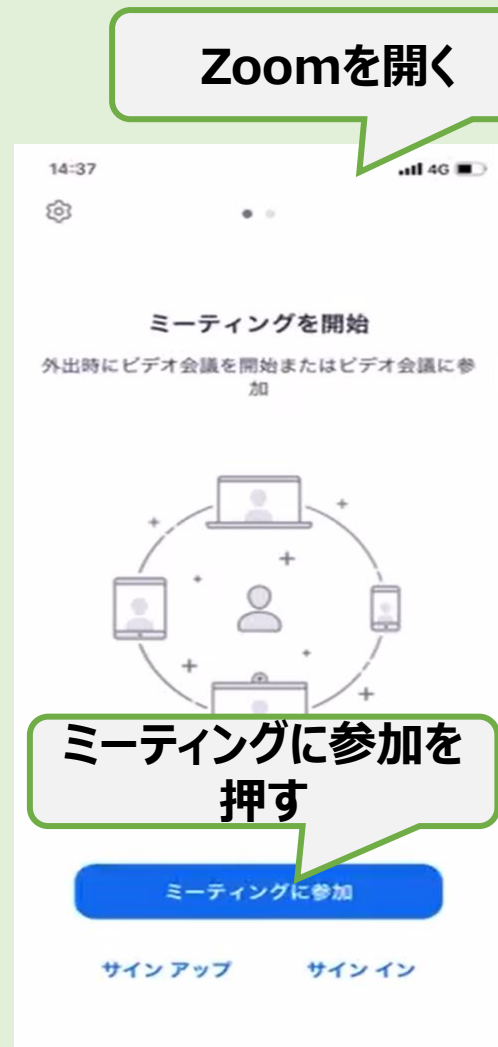 Zoomを開く
14:37
4G
ミーティングを開始
外出時にビデオ会議を開始またはビデオ会議に参
加
ミーティングに参加を
押す
ミーティングに参加
サイン アップ サイン イン